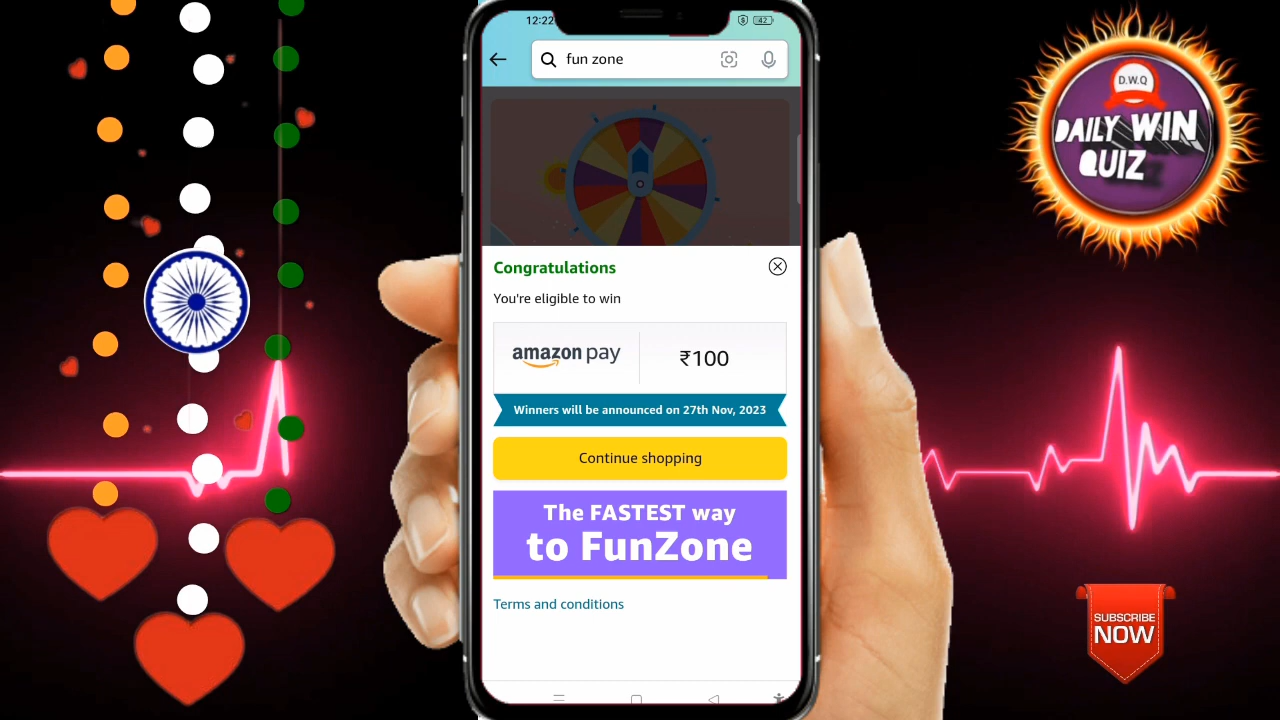 12:22
42
fun zone
Congratulations
You're eligible to win
amazon pay
₹100
Winners will be announced on 27th Nov, 2023
Continue shopping
The FASTEST way
to FunZone
Terms and conditions
D.W.Q
DAILY WIN
QUIZ
SUBSCRIBE
NOW